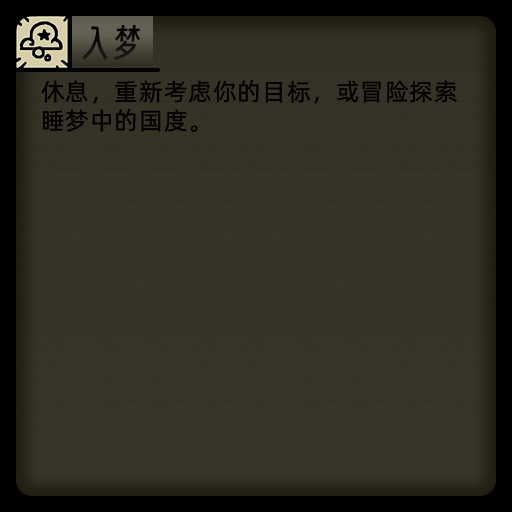 入梦
休息，重新考虑你的目标，或冒险探索
睡梦中的国度。